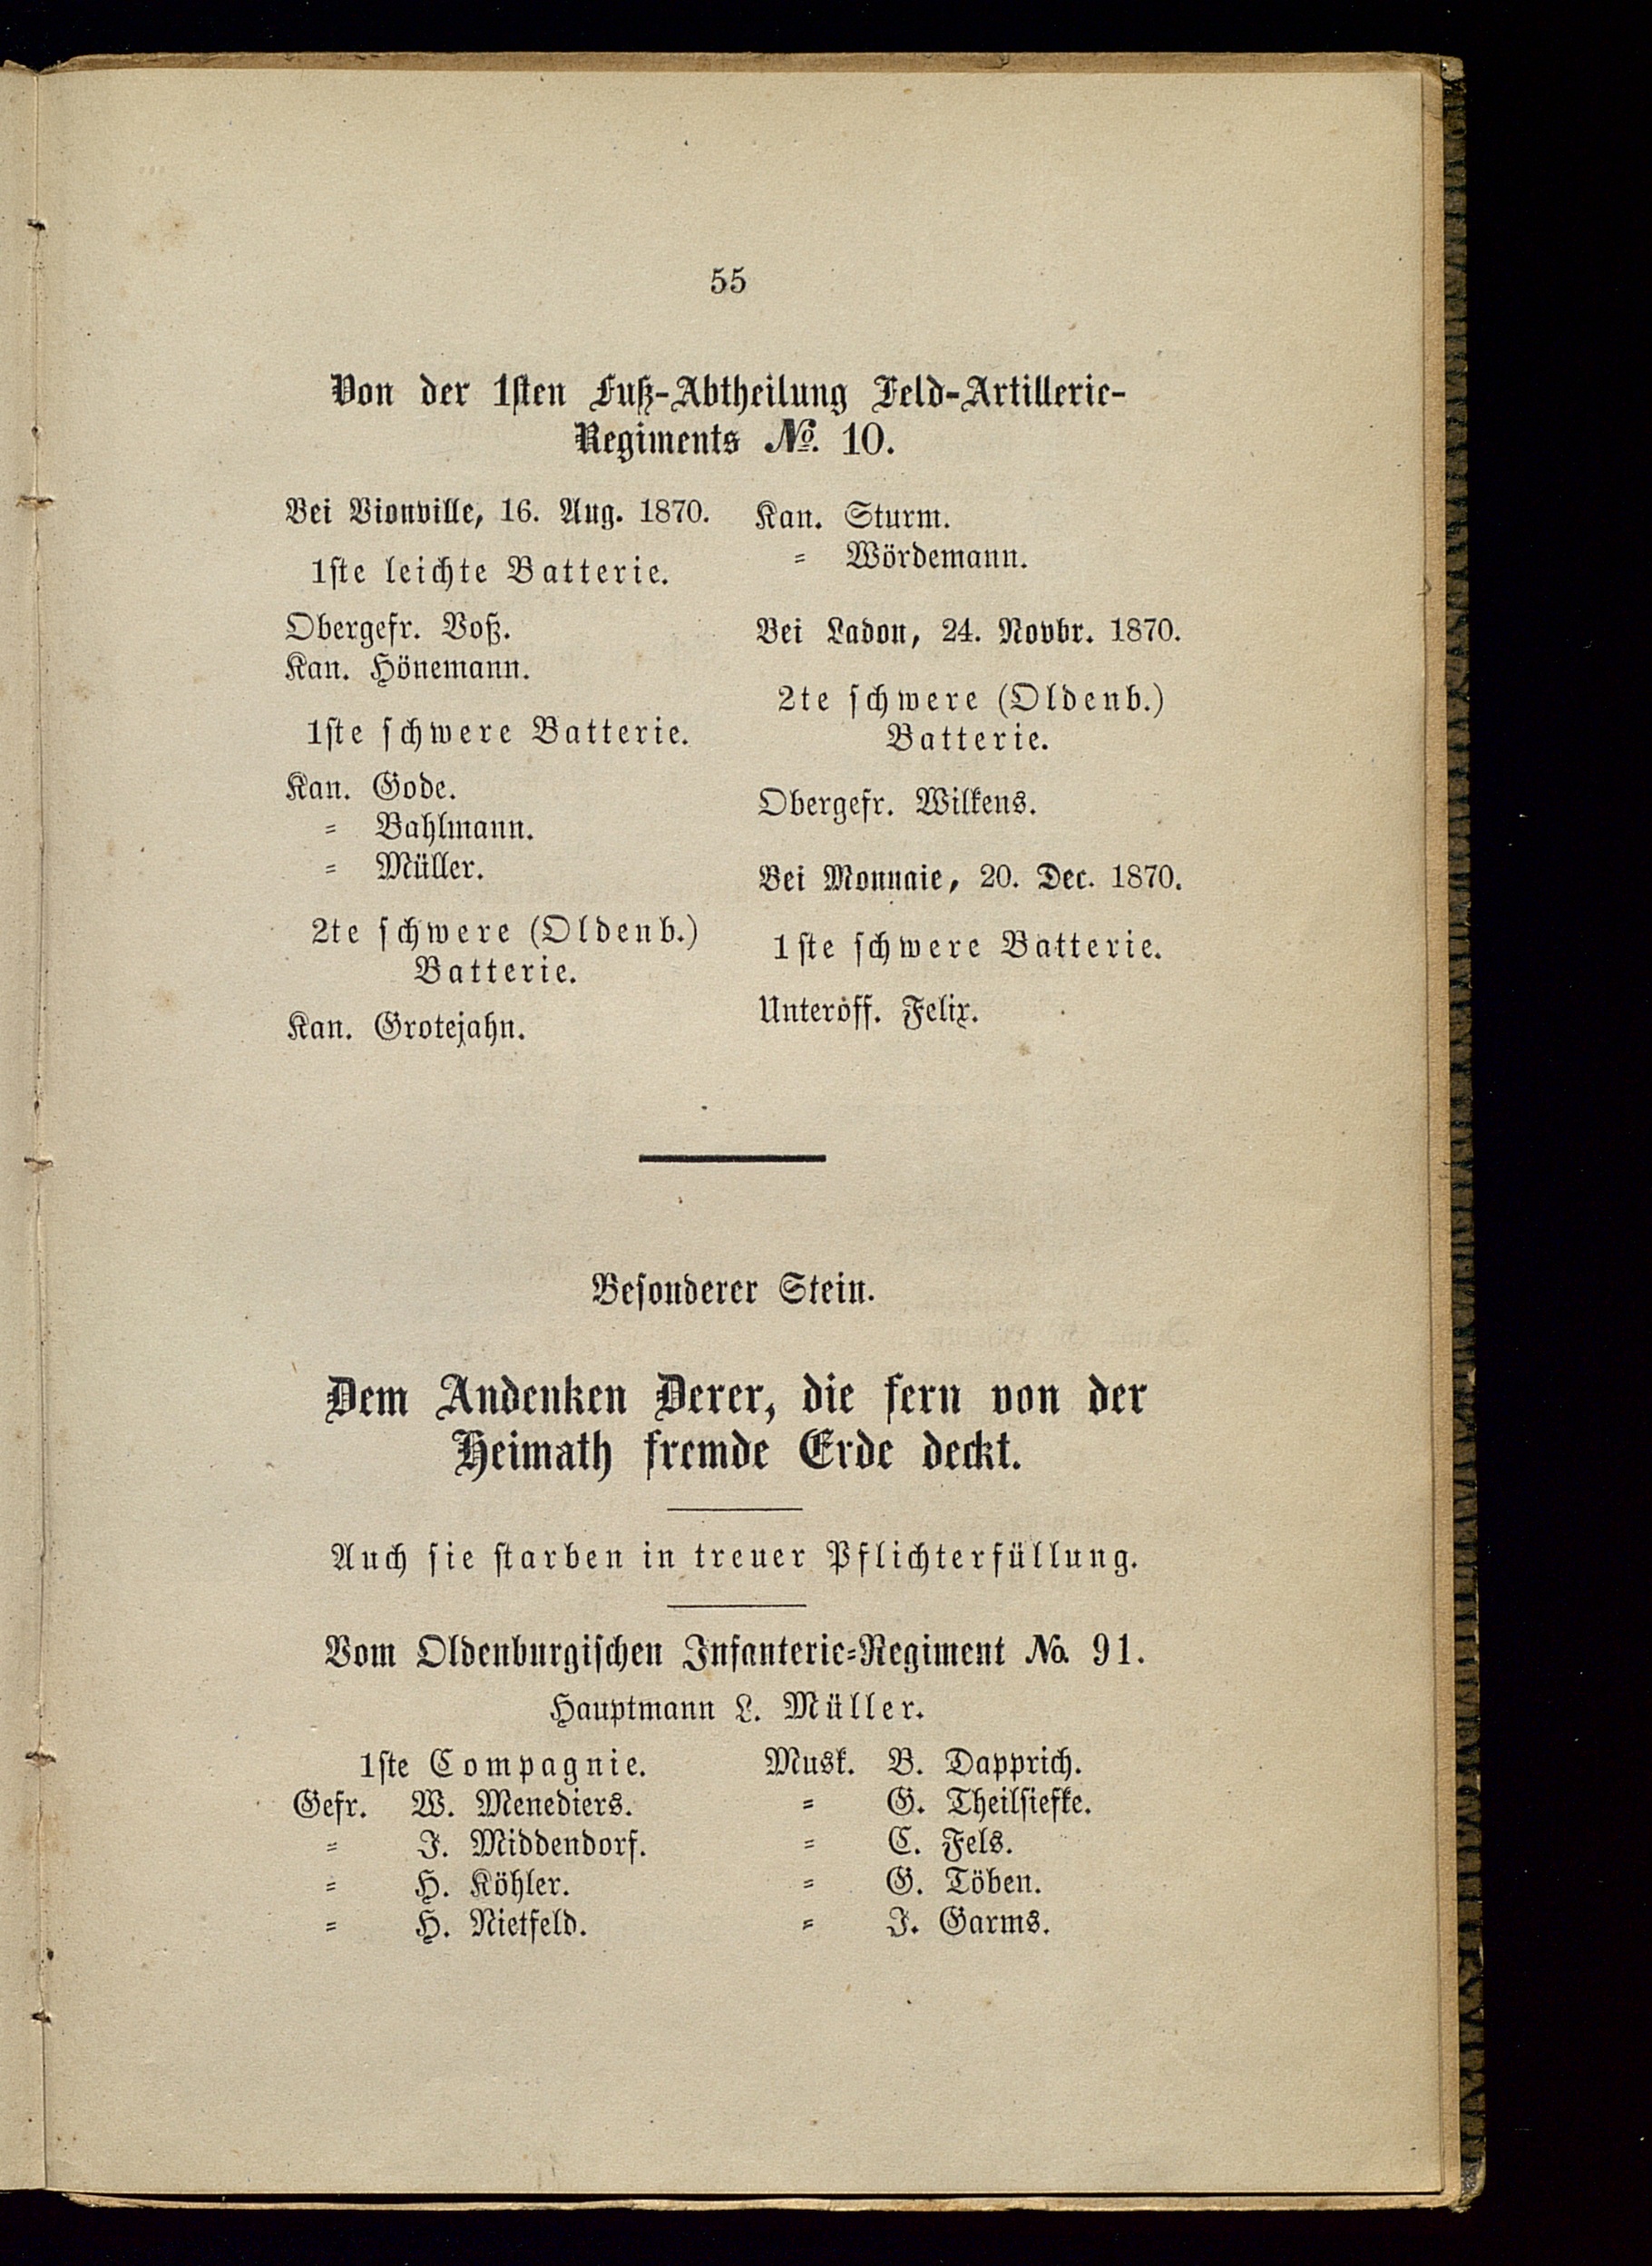 55
Von der 1sten Fuß-Abtheilung Feld-Artillerie-
Regiments No. 10.
Bei Vionville, 16. Aug. 1870.
1ste leichte Batterie.
Obergefr. Voß.
Kan. Hönemann.
1ste schwere Batterie.
Kan. Gode.
= Bahlmann.
= Müller.
2te schwere (Oldenb.)
Batterie.
Kan. Grotejahn.
Kan. Sturm.
= Wördemann.
Bei Ladon, 24. Novbr. 1870.
2te schwere (Oldenb.)
Batterie.
Obergefr. Wilkens.
Bei Monnaie, 20. Dec. 1870.
1ste schwere Batterie.
Unteroff. Felix.
Besonderer Stein.
Dem Andenken Derer, die fern von der
Heimath fremde Erde deckt.
Auch sie starben in treuer Pflichterfüllung.
Vom Oldenburgischen Infanterie=Regiment No. 91.
Hauptmann L. Müller.
1ste Compagnie.
Gefr. W. Menediers.
= J. Middendorf.
= H. Köhler.
= H. Nietfeld.
Musk. B. Dapprich.
= G. Theilsiefke.
= C. Fels.
= G. Töben.
= J. Garms.